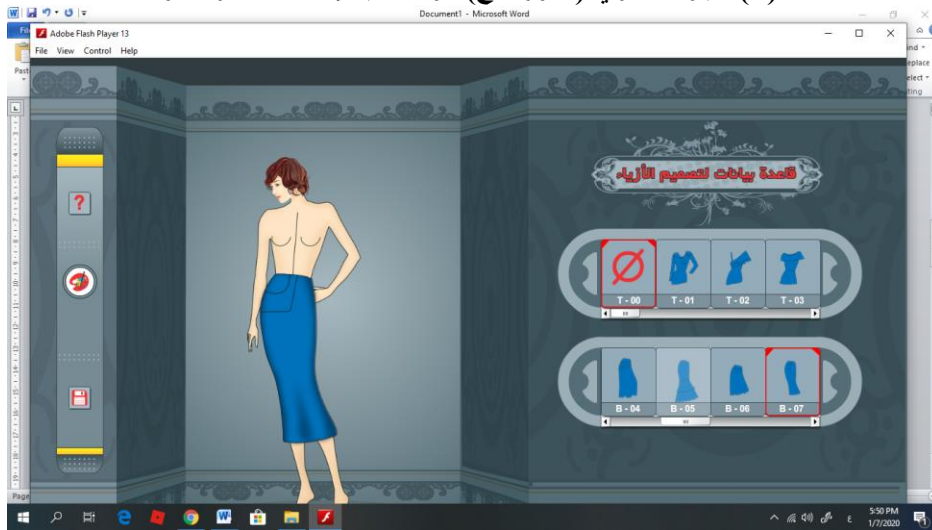 Document1 - Microsoft Word
Adobe Flash Player 13
File View Control Help
قاعدة بيانات لتصميم الأزياء
T - 00 T - 01 T - 02 T - 03
B - 04 B - 05 B - 06 B - 07
Page
5:50 PM
1/7/2020